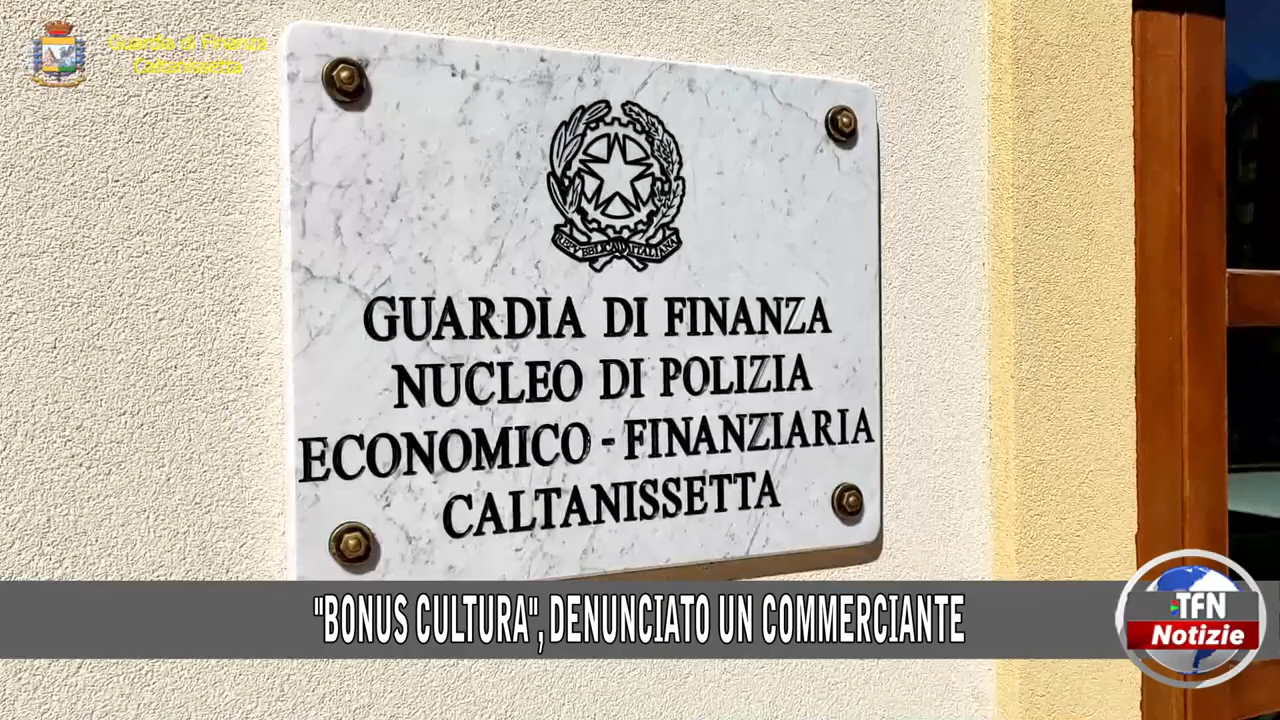 Guardia di Finanza
Caltanissetta
REPVBBLICA ITALIANA
GUARDIA DI FINANZA
NUCLEO DI POLIZIA
ECONOMICO - FINANZIARIA
CALTANISSETTA
"BONUS CULTURA", DENUNCIATO UN COMMERCIANTE
TFN
Notizie